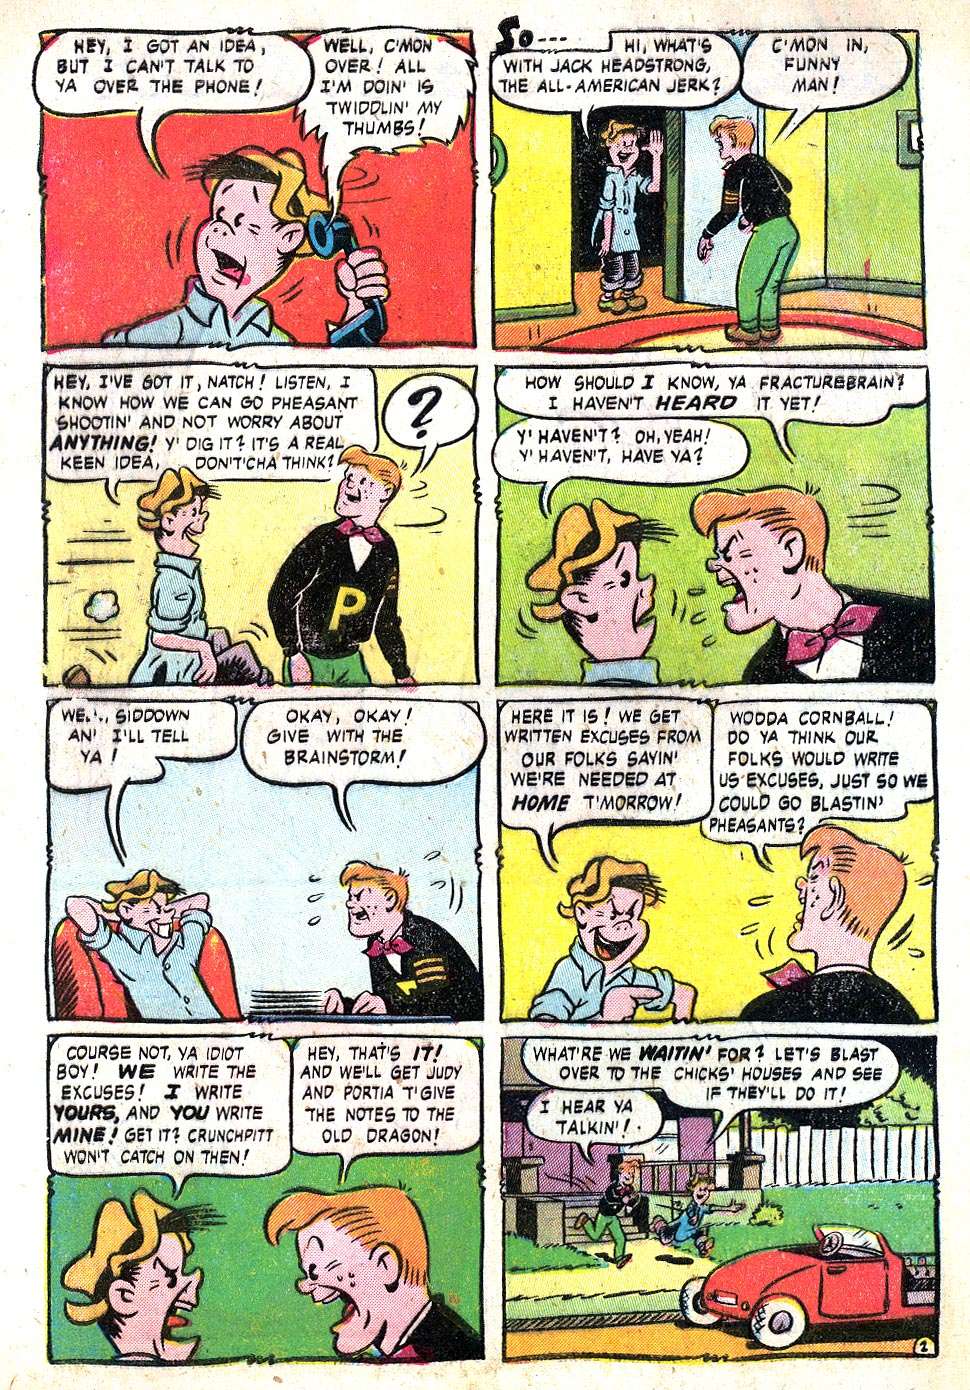 HEY, I GOT AN IDEA,
BUT I CAN'T TALK TO
YA OVER THE PHONE!
WELL, C'MON
OVER! ALL
I'M DOIN' IS
TWIDDLIN' MY
THUMBS!
SO---
HI, WHAT'S
WITH JACK HEADSTRONG,
THE ALL-AMERICAN JERK?
C'MON IN,
FUNNY
MAN!
HEY, I'VE GOT IT, NATCH! LISTEN, I
KNOW HOW WE CAN GO PHEASANT
SHOOTIN' AND NOT WORRY ABOUT
ANYTHING! Y' DIG IT? IT'S A REAL
KEEN IDEA, DON'T'CHA THINK?
?
P
HOW SHOULD I KNOW, YA FRACTUREBRAIN?
I HAVEN'T HEARD IT YET!
Y' HAVEN'T? OH, YEAH!
Y' HAVEN'T, HAVE YA?
WELL, SIDDOWN
AN' I'LL TELL
YA!
OKAY, OKAY!
GIVE WITH THE
BRAINSTORM!
HERE IT IS! WE GET
WRITTEN EXCUSES FROM
OUR FOLKS SAYIN'
WE'RE NEEDED AT
HOME T'MORROW!
WODDA CORNBALL!
DO YA THINK OUR
FOLKS WOULD WRITE
US EXCUSES, JUST SO WE
COULD GO BLASTIN'
PHEASANTS?
COURSE NOT, YA IDIOT
BOY! WE WRITE THE
EXCUSES! I WRITE
YOURS, AND YOU WRITE
MINE! GET IT? CRUNCHPITT
WON'T CATCH ON THEN!
HEY, THAT'S IT!
AND WE'LL GET JUDY
AND PORTIA T'GIVE
THE NOTES TO THE
OLD DRAGON!
WHAT'RE WE WAITIN' FOR? LET'S BLAST
OVER TO THE CHICKS' HOUSES AND SEE
IF THEY'LL DO IT!
I HEAR YA
TALKIN'!
2